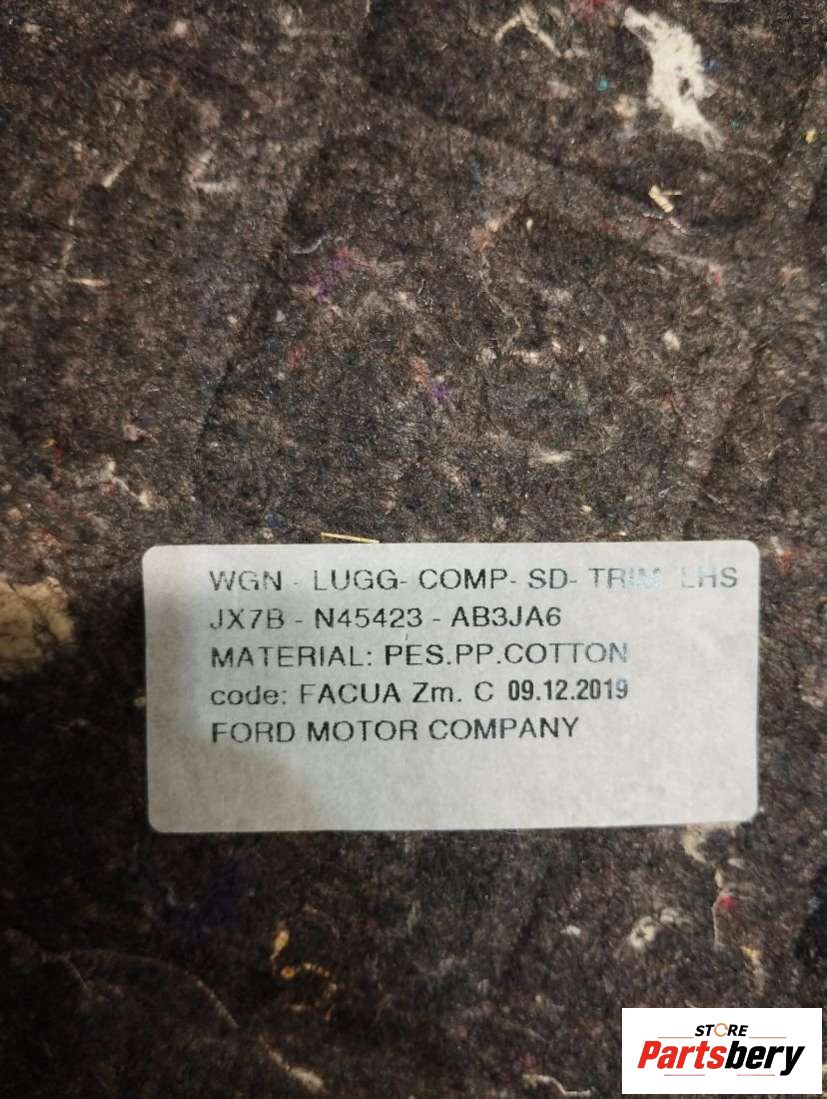 WGN - LUGG- COMP- SD- TRIM LHS
JX7B - N45423 - AB3JA6
MATERIAL: PES.PP.COTTON
code: FACUA Zm. C 09.12.2019
FORD MOTOR COMPANY
STORE
Partsbery